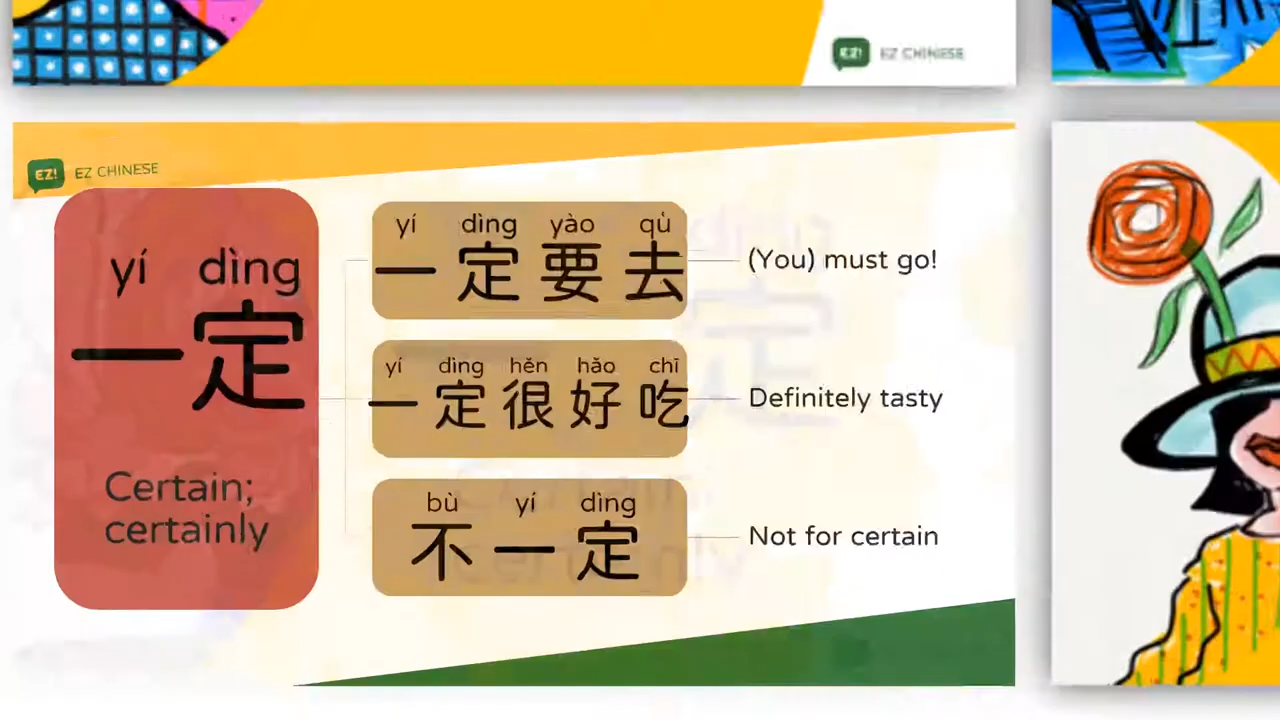 EZ! EZ CHINESE
EZ! EZ CHINESE
yí dìng
一定
Certain;
certainly
yí dìng yào qù
一定要去
(You) must go!
yí dìng hěn hǎo chī
一定很好吃
Definitely tasty
bù yí dìng
不一定
Not for certain